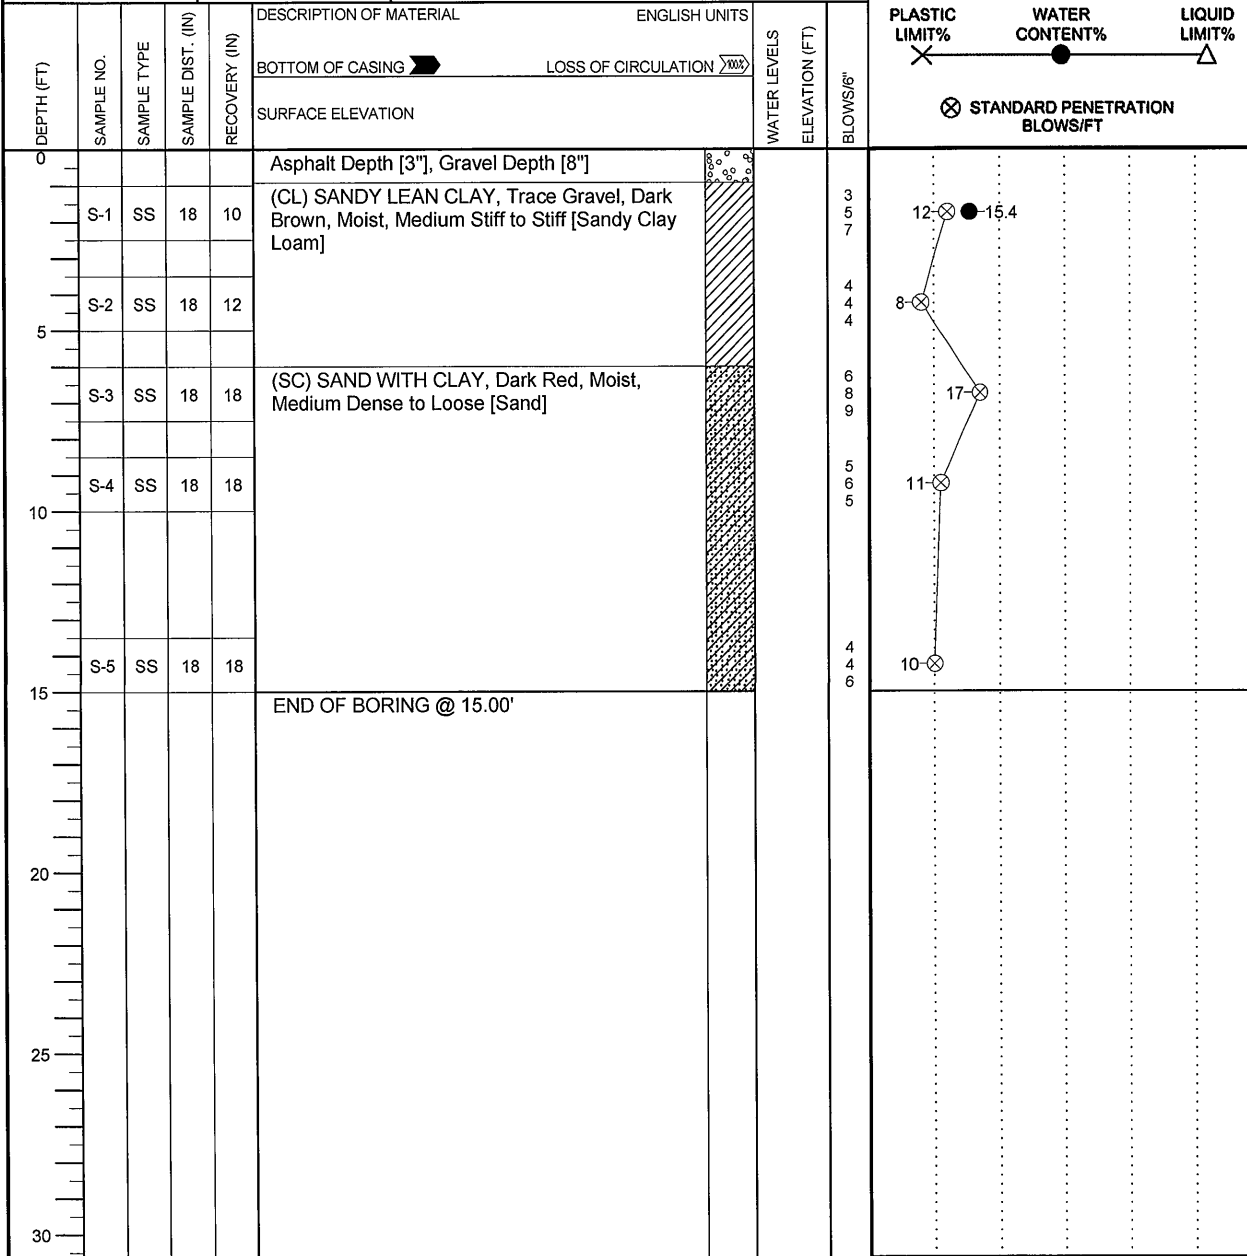 DEPTH (FT)
SAMPLE NO.
SAMPLE TYPE
SAMPLE DIST. (IN)
RECOVERY (IN)
DESCRIPTION OF MATERIAL ENGLISH UNITS
BOTTOM OF CASING LOSS OF CIRCULATION 100%
SURFACE ELEVATION
WATER LEVELS
ELEVATION (FT)
BLOWS/6"
PLASTIC LIMIT%
WATER CONTENT%
LIQUID LIMIT%
STANDARD PENETRATION
BLOWS/FT
0
Asphalt Depth [3"], Gravel Depth [8"]
(CL) SANDY LEAN CLAY, Trace Gravel, Dark
Brown, Moist, Medium Stiff to Stiff [Sandy Clay
Loam]
S-1 SS 18 10
3
5
7
12 15.4
S-2 SS 18 12
4
4
4
8
5
(SC) SAND WITH CLAY, Dark Red, Moist,
Medium Dense to Loose [Sand]
S-3 SS 18 18
6
8
9
17
S-4 SS 18 18
5
6
5
11
10
S-5 SS 18 18
4
4
6
10
15
END OF BORING @ 15.00'
20
25
30